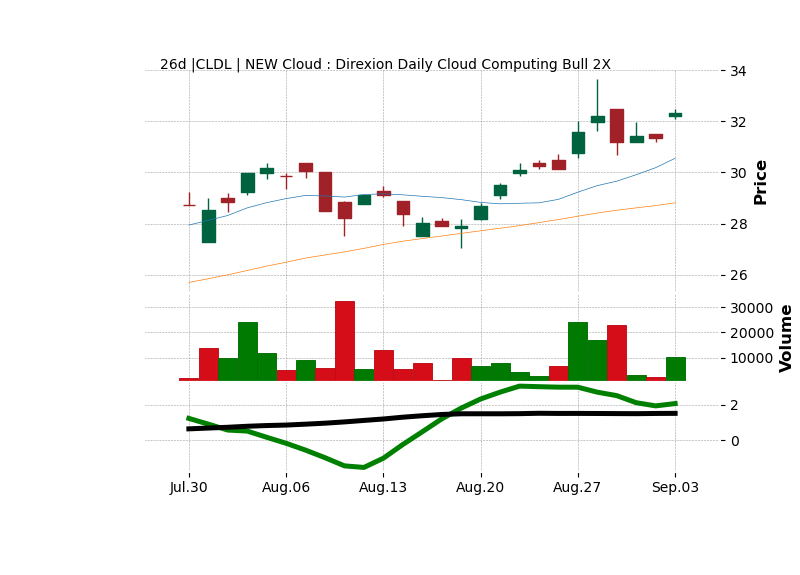 26d |CLDL | NEW Cloud : Direxion Daily Cloud Computing Bull 2X
34
32
30
28
26
Price
30000
20000
10000
Volume
2
0
Jul.30 Aug.06 Aug.13 Aug.20 Aug.27 Sep.03